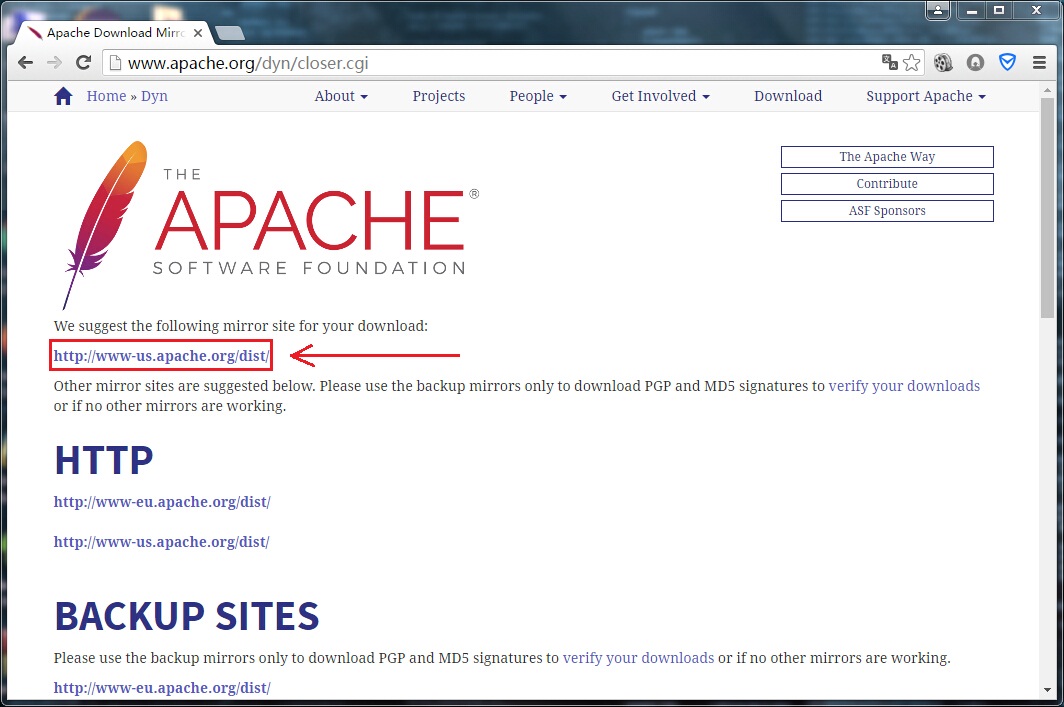 Apache Download Mirro
www.apache.org/dyn/closer.cgi
Home » Dyn About Projects People Get Involved Download Support Apache
THE
APACHE®
SOFTWARE FOUNDATION
The Apache Way
Contribute
ASF Sponsors
We suggest the following mirror site for your download:
http://www-us.apache.org/dist/
Other mirror sites are suggested below. Please use the backup mirrors only to download PGP and MD5 signatures to verify your downloads
or if no other mirrors are working.
HTTP
http://www-eu.apache.org/dist/
http://www-us.apache.org/dist/
BACKUP SITES
Please use the backup mirrors only to download PGP and MD5 signatures to verify your downloads or if no other mirrors are working.
http://www-eu.apache.org/dist/